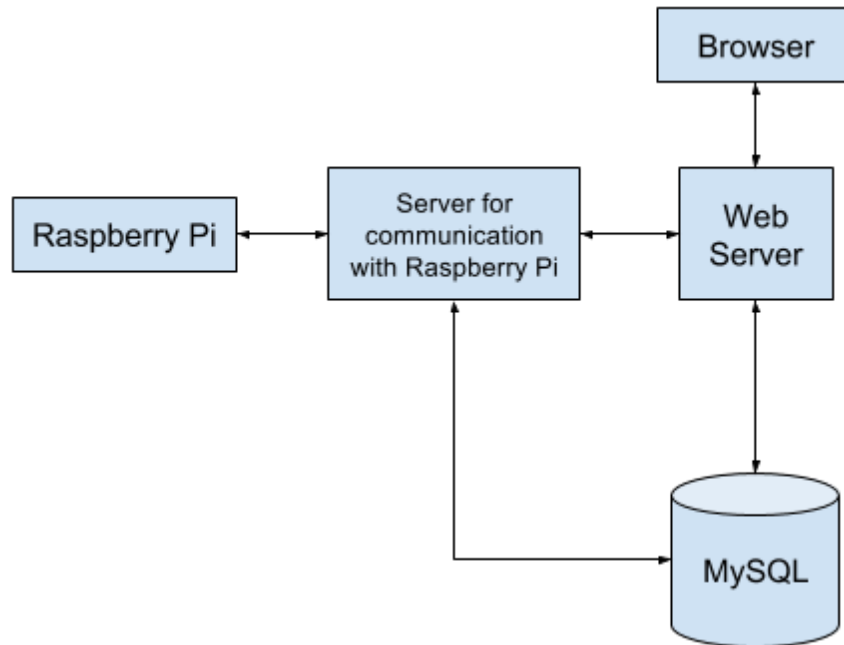 Browser
Raspberry Pi
Server for
communication
with Raspberry Pi
Web
Server
MySQL